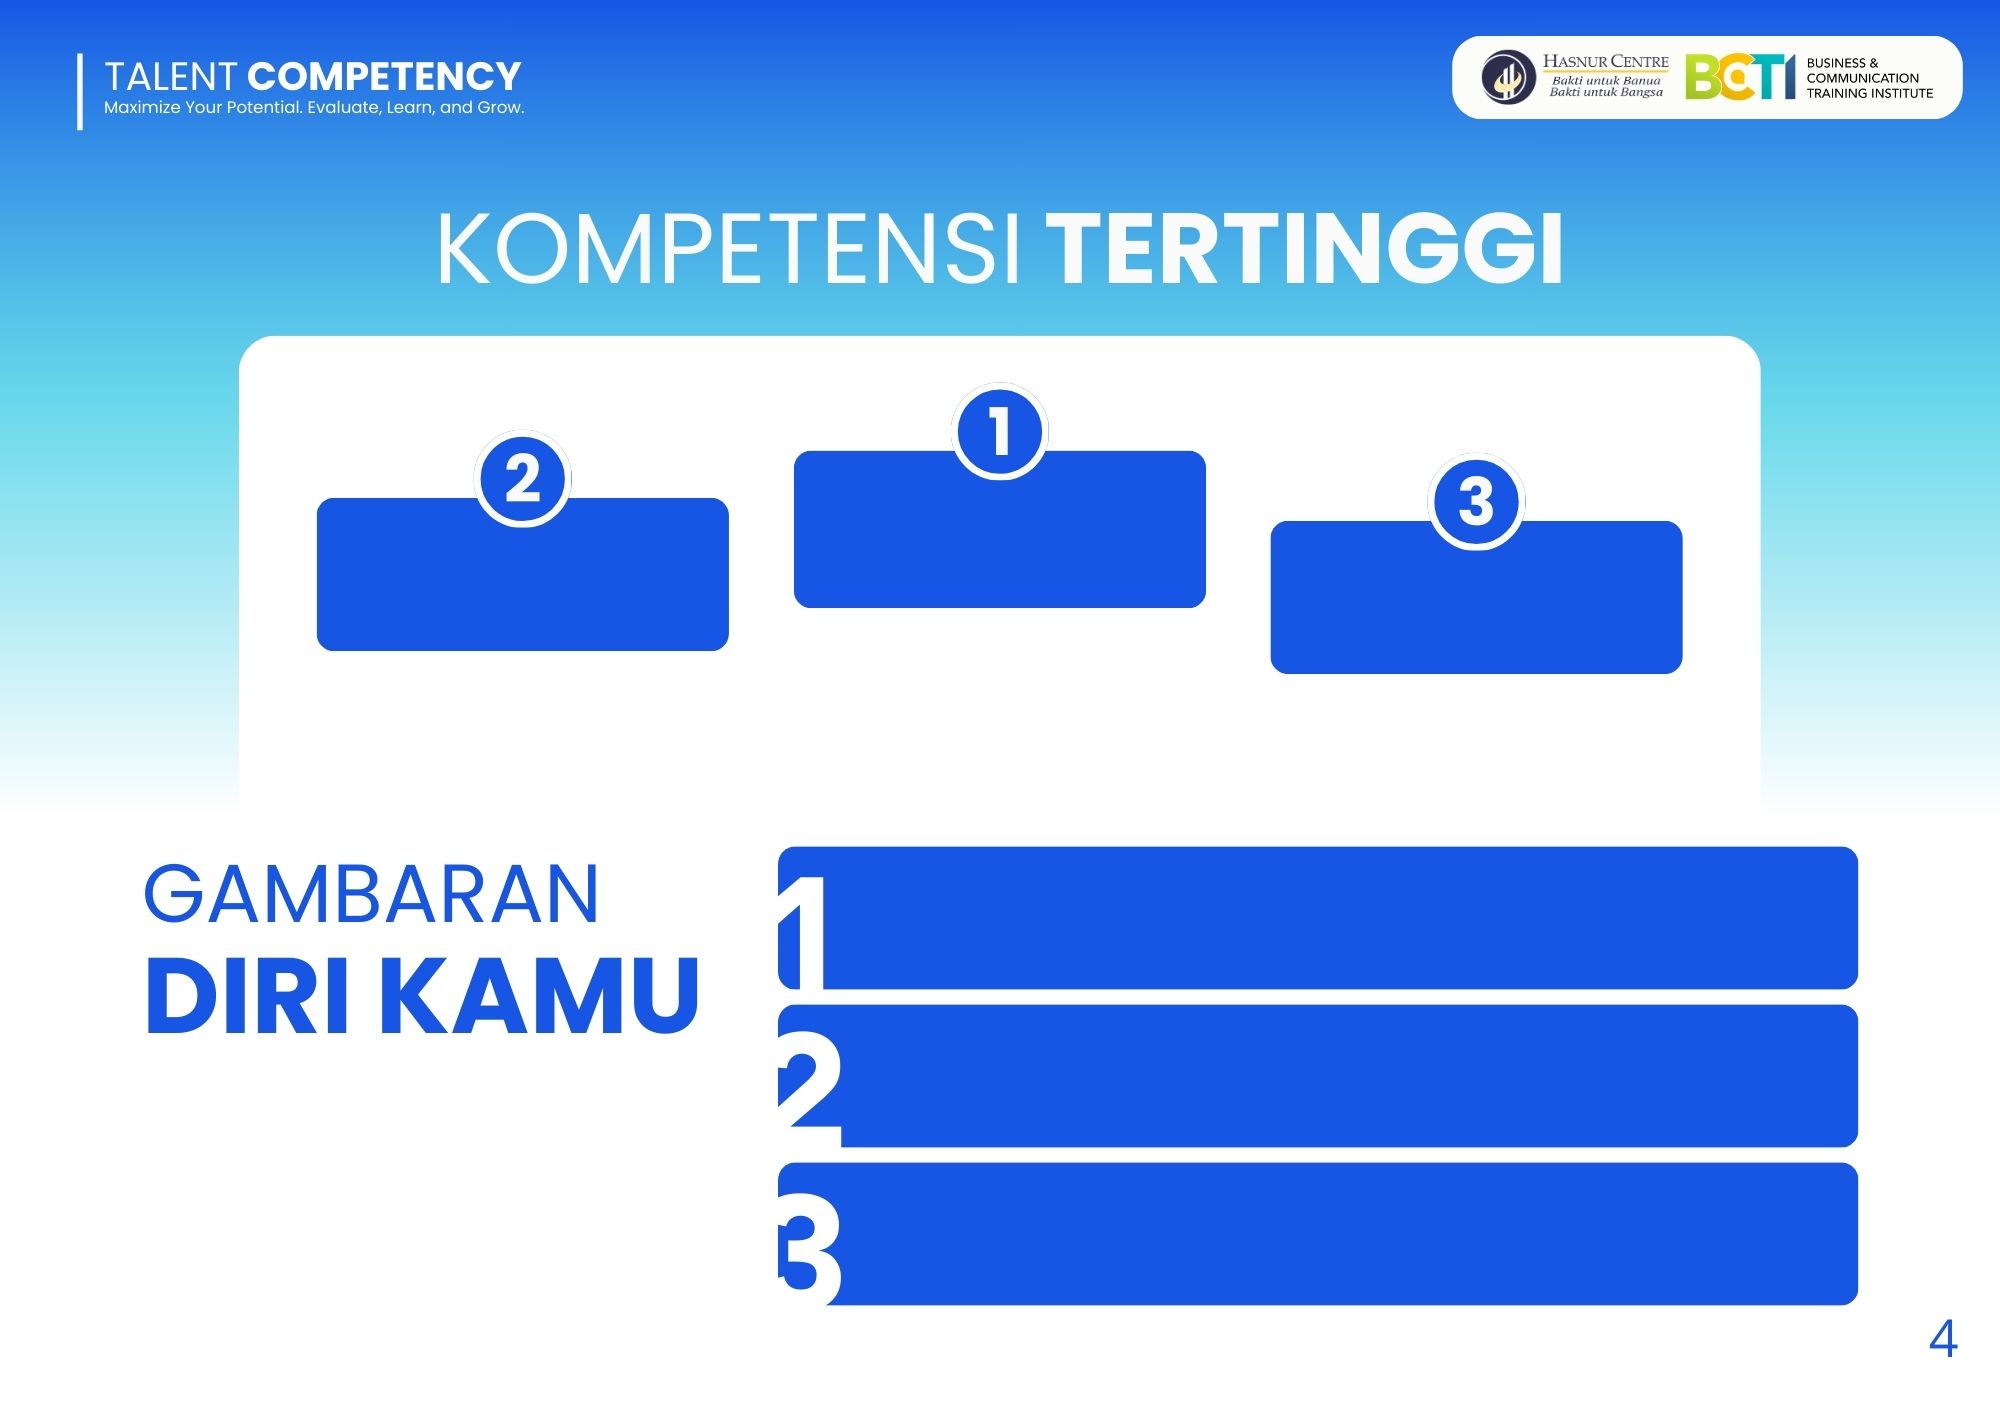 TALENT COMPETENCY
Maximize Your Potential. Evaluate, Learn, and Grow.
HASNUR CENTRE
Bakti untuk Banua
Bakti untuk Bangsa
BCTI
BUSINESS &
COMMUNICATION
TRAINING INSTITUTE
KOMPETENSI TERTINGGI
1
2
3
GAMBARAN
DIRI KAMU
1
2
3
4